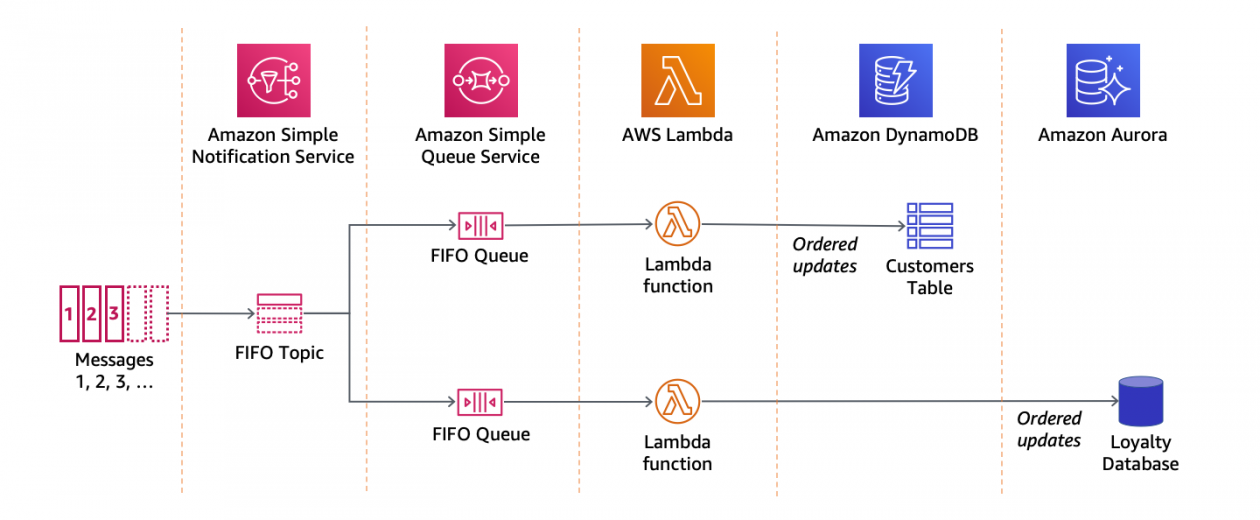 Amazon Simple
Notification Service
Amazon Simple
Queue Service
AWS Lambda
Amazon DynamoDB
Amazon Aurora
FIFO Queue
Lambda
function
Ordered
updates
Customers
Table
1 2 3
Messages
1, 2, 3, ...
FIFO Topic
FIFO Queue
Lambda
function
Ordered
updates
Loyalty
Database